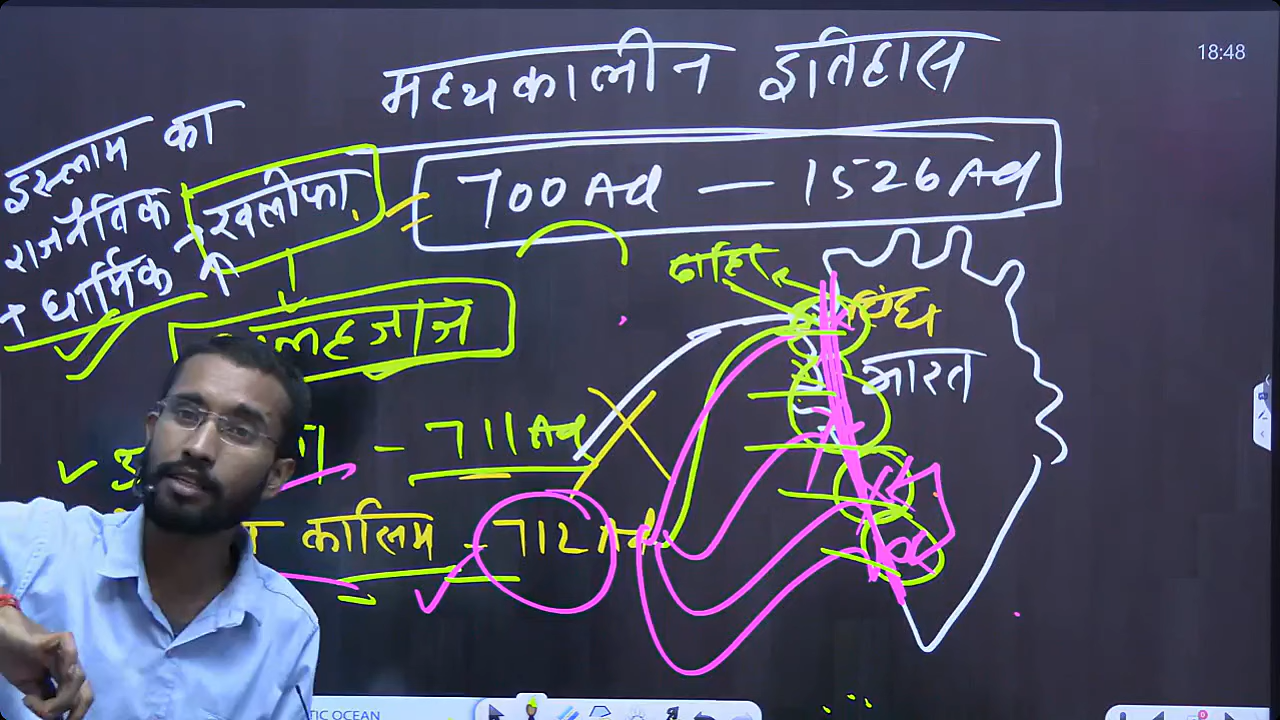 18:48
मध्यकालीन इतिहास
700 AD — 1526 AD
इस्लाम का
राजनैतिक
+ धार्मिक
खलीफा
अलहजाज
दाहिर
सिंध
भारत
- 711 AD
कासिम - 712 AD
TIC OCEAN